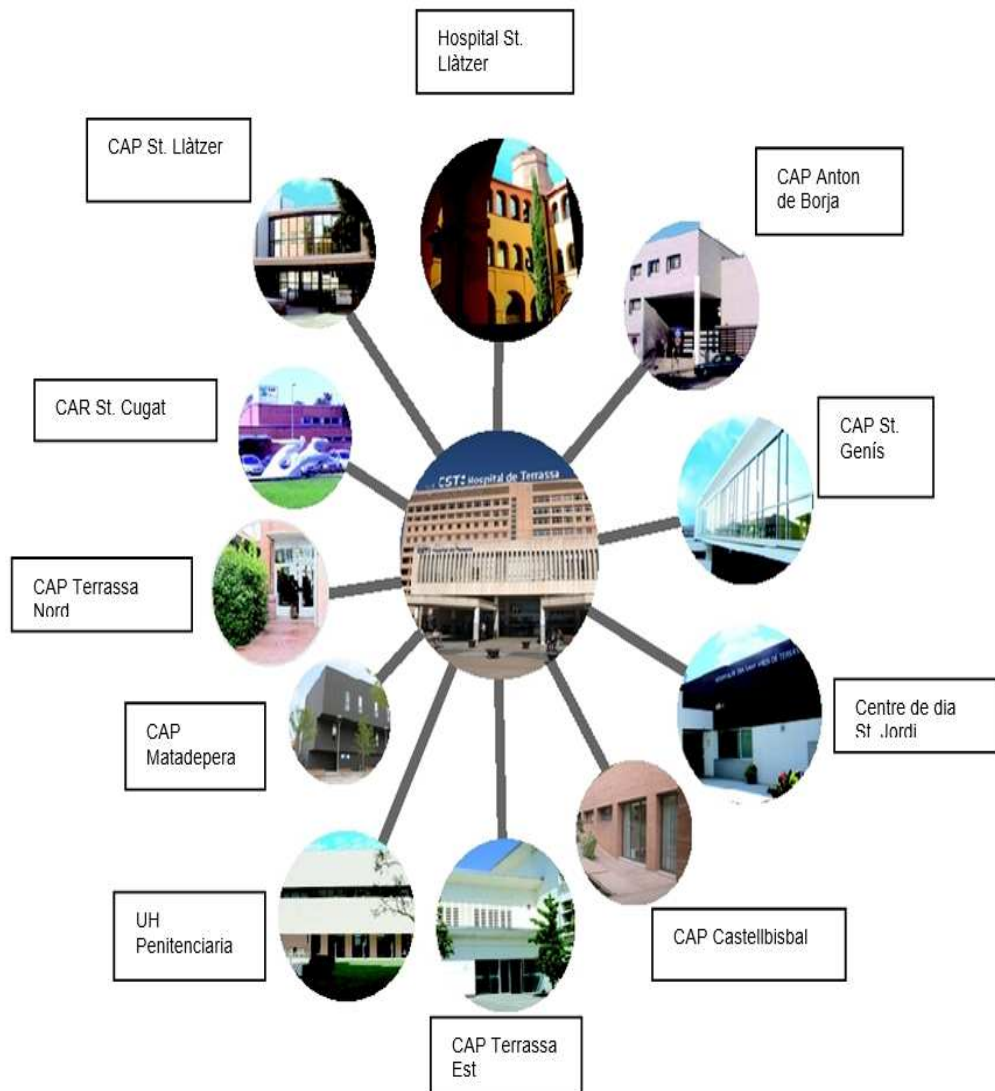 Hospital St.
Llàtzer
CAP St. Llàtzer
CAP Anton
de Borja
CAR St. Cugat
CAP St.
Genís
CST Hospital de Terrassa
CAP Terrassa
Nord
CAP
Matadepera
Centre de dia
St. Jordi
UH
Penitenciaria
CAP Castellbisbal
CAP Terrassa
Est